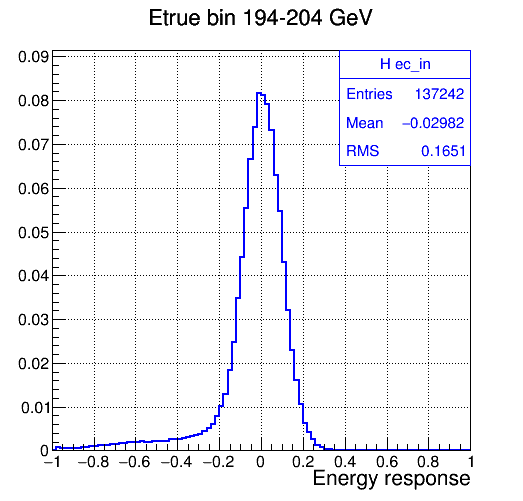 Etrue bin 194-204 GeV
H ec_in
Entries 137242
Mean −0.02982
RMS 0.1651
0.09
0.08
0.07
0.06
0.05
0.04
0.03
0.02
0.01
0
−1 −0.8 −0.6 −0.4 −0.2 0 0.2 0.4 0.6 0.8 1
Energy response